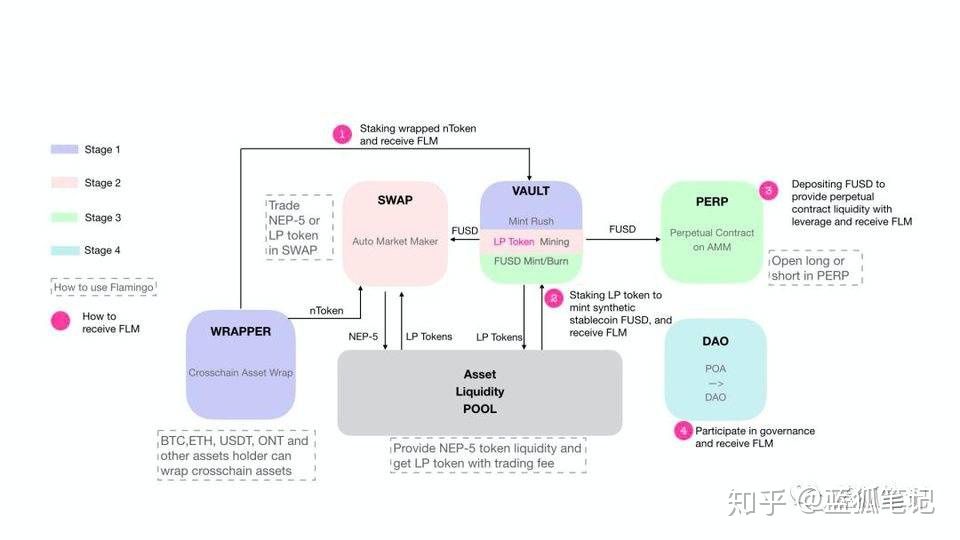 Stage 1
Stage 2
Stage 3
Stage 4
How to use Flamingo
How to
receive FLM
1
Staking wrapped nToken
and receive FLM
Trade
NEP-5 or
LP token
in SWAP
SWAP
Auto Market Maker
FUSD
VAULT
Mint Rush
LP Token Mining
FUSD Mint/Burn
FUSD
PERP
Perpetual Contract
on AMM
3
Depositing FUSD to
provide perpetual
contract liquidity with
leverage and receive FLM
Open long or
short in PERP
2
Staking LP token to
mint synthetic
stablecoin FUSD, and
receive FLM
nToken
NEP-5
LP Tokens
LP Tokens
WRAPPER
Crosschain Asset Wrap
BTC,ETH, USDT, ONT and
other assets holder can
wrap crosschain assets
Asset
Liquidity
POOL
Provide NEP-5 token liquidity and
get LP token with trading fee
DAO
POA
—>
DAO
4
Participate in governance
and receive FLM
知乎 @蓝狐笔记